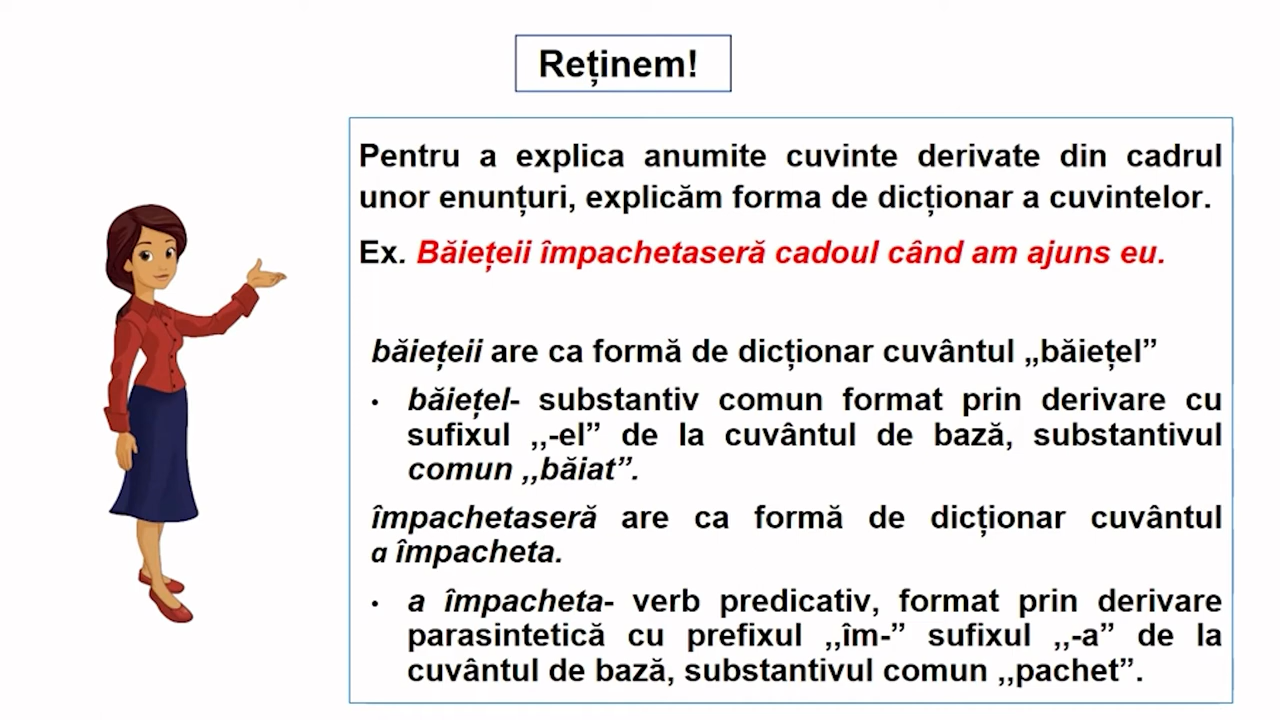 Reținem!
Pentru a explica anumite cuvinte derivate din cadrul
unor enunțuri, explicăm forma de dicționar a cuvintelor.
Ex. Băiețeii împachetaseră cadoul când am ajuns eu.
băiețeii are ca formă de dicționar cuvântul „băiețel”
• băiețel- substantiv comun format prin derivare cu
sufixul ,,-el” de la cuvântul de bază, substantivul
comun ,,băiat”.
împachetaseră are ca formă de dicționar cuvântul
a împacheta.
• a împacheta- verb predicativ, format prin derivare
parasintetică cu prefixul ,,îm-” sufixul ,,-a” de la
cuvântul de bază, substantivul comun ,,pachet”.